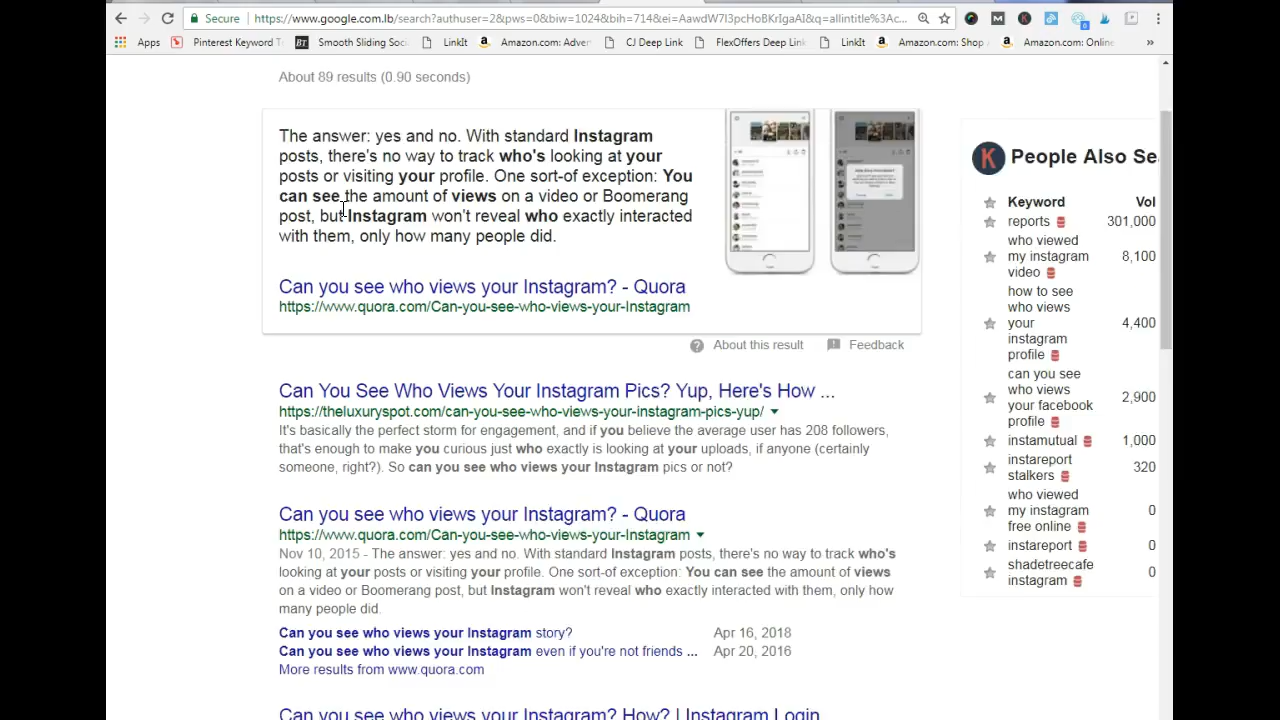 Secure https://www.google.com.lb/search?authuser=2&pws=0&biw=1024&bih=714&ei=AawdW7l3pcHoBKrIgaAI&q=allintitle%3Ac...
Apps Pinterest Keyword T Smooth Sliding Soci LinkIt Amazon.com: Adver CJ Deep Link FlexOffers Deep Link LinkIt Amazon.com: Shop Amazon.com: Online »
About 89 results (0.90 seconds)
The answer: yes and no. With standard Instagram
posts, there's no way to track who's looking at your
posts or visiting your profile. One sort-of exception: You
can see the amount of views on a video or Boomerang
post, but Instagram won't reveal who exactly interacted
with them, only how many people did.
Can you see who views your Instagram? - Quora
https://www.quora.com/Can-you-see-who-views-your-Instagram
About this result Feedback
Can You See Who Views Your Instagram Pics? Yup, Here's How ...
https://theluxuryspot.com/can-you-see-who-views-your-instagram-pics-yup/
It's basically the perfect storm for engagement, and if you believe the average user has 208 followers,
that's enough to make you curious just who exactly is looking at your uploads, if anyone (certainly
someone, right?). So can you see who views your Instagram pics or not?
Can you see who views your Instagram? - Quora
https://www.quora.com/Can-you-see-who-views-your-Instagram
Nov 10, 2015 - The answer: yes and no. With standard Instagram posts, there's no way to track who's
looking at your posts or visiting your profile. One sort-of exception: You can see the amount of views
on a video or Boomerang post, but Instagram won't reveal who exactly interacted with them, only how
many people did.
Can you see who views your Instagram story? Apr 16, 2018
Can you see who views your Instagram even if you're not friends ... Apr 20, 2016
More results from www.quora.com
Can you see who views your Instagram? How? | Instagram Login
K People Also Se
Keyword Vol
reports 301,000
who viewed
my instagram 8,100
video
how to see
who views
your 4,400
instagram
profile
can you see
who views 2,900
your facebook
profile
instamutual 1,000
instareport 320
stalkers
who viewed
my instagram 0
free online
instareport 0
shadetreecafe 0
instagram